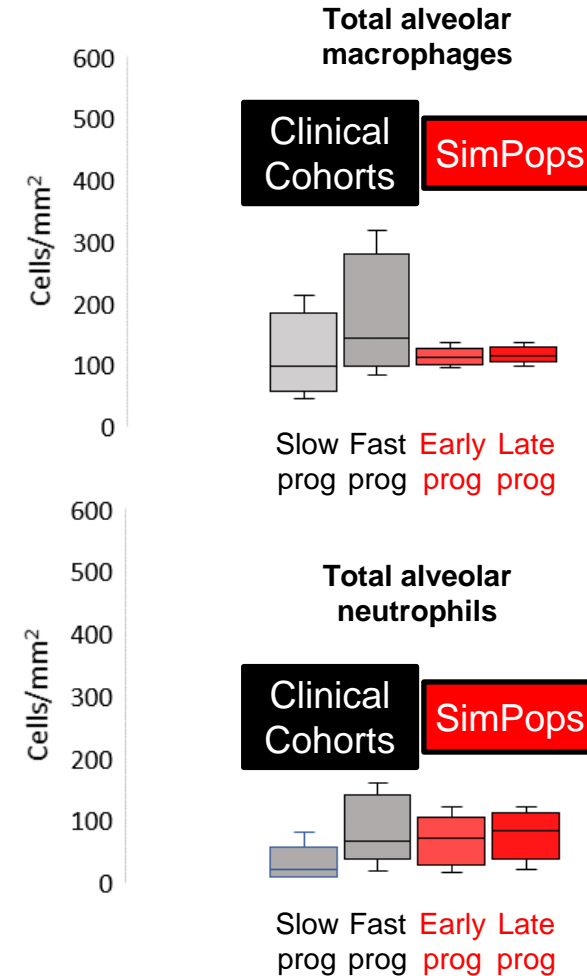 Total alveolar
macrophages
600
500
400
300
200
100
0
Cells/mm²
Clinical
Cohorts
SimPops
Slow Fast Early Late
prog prog prog prog
600
500
400
300
200
100
0
Cells/mm²
Total alveolar
neutrophils
Clinical
Cohorts
SimPops
Slow Fast Early Late
prog prog prog prog